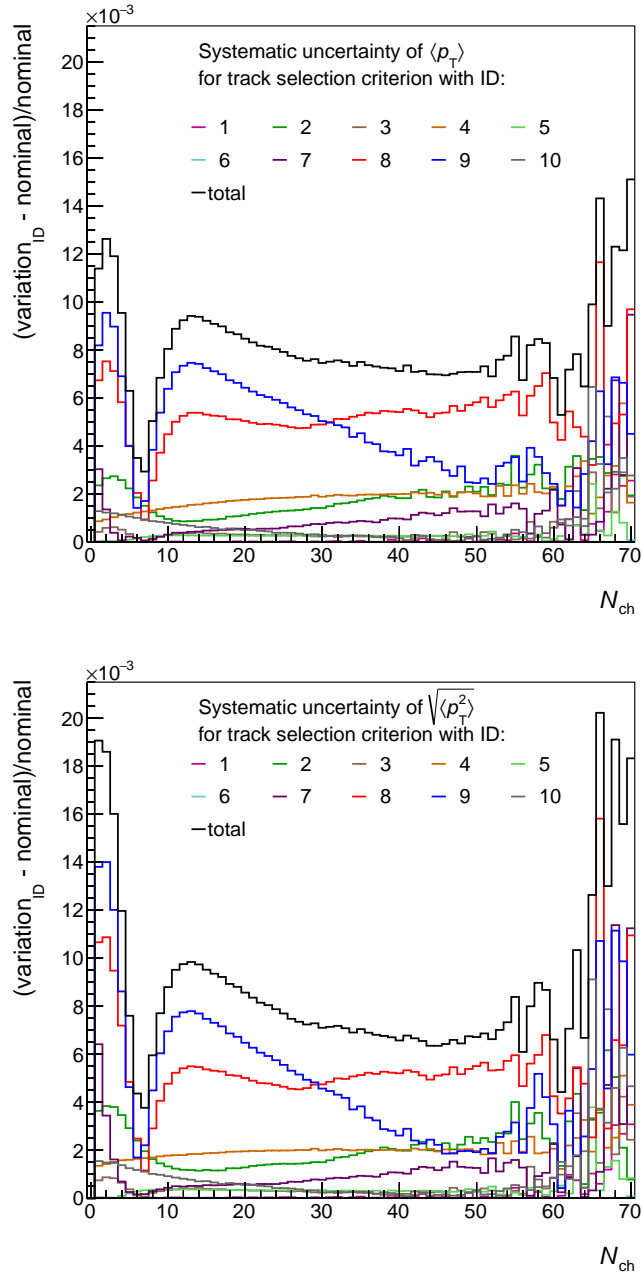 ×10⁻³
Systematic uncertainty of ⟨p_T⟩
for track selection criterion with ID:
1 2 3 4 5
6 7 8 9 10
total
(variation_ID - nominal)/nominal
20
18
16
14
12
10
8
6
4
2
0
0 10 20 30 40 50 60 70
N_ch
×10⁻³
Systematic uncertainty of √⟨p_T²⟩
for track selection criterion with ID:
1 2 3 4 5
6 7 8 9 10
total
(variation_ID - nominal)/nominal
20
18
16
14
12
10
8
6
4
2
0
0 10 20 30 40 50 60 70
N_ch